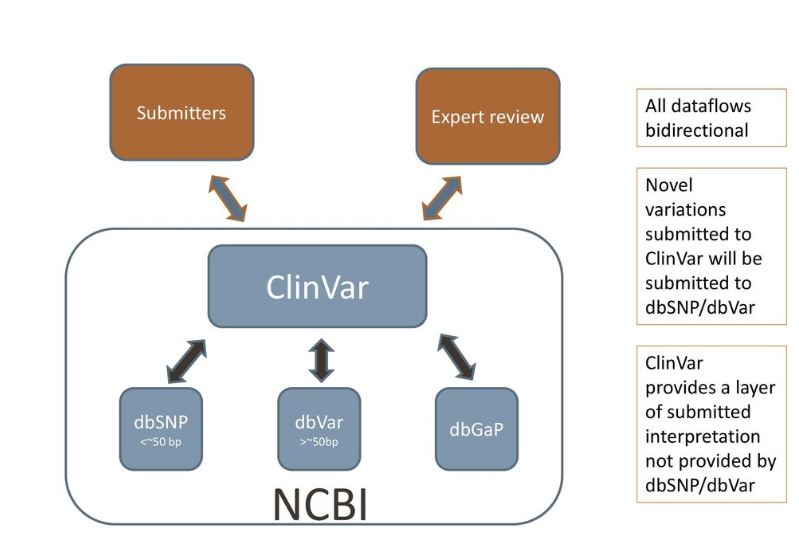 Submitters
Expert review
All dataflows
bidirectional
Novel
variations
submitted to
ClinVar will be
submitted to
dbSNP/dbVar
ClinVar
ClinVar
provides a layer
of submitted
interpretation
not provided by
dbSNP/dbVar
dbSNP
<~50 bp
dbVar
>~50bp
dbGaP
NCBI